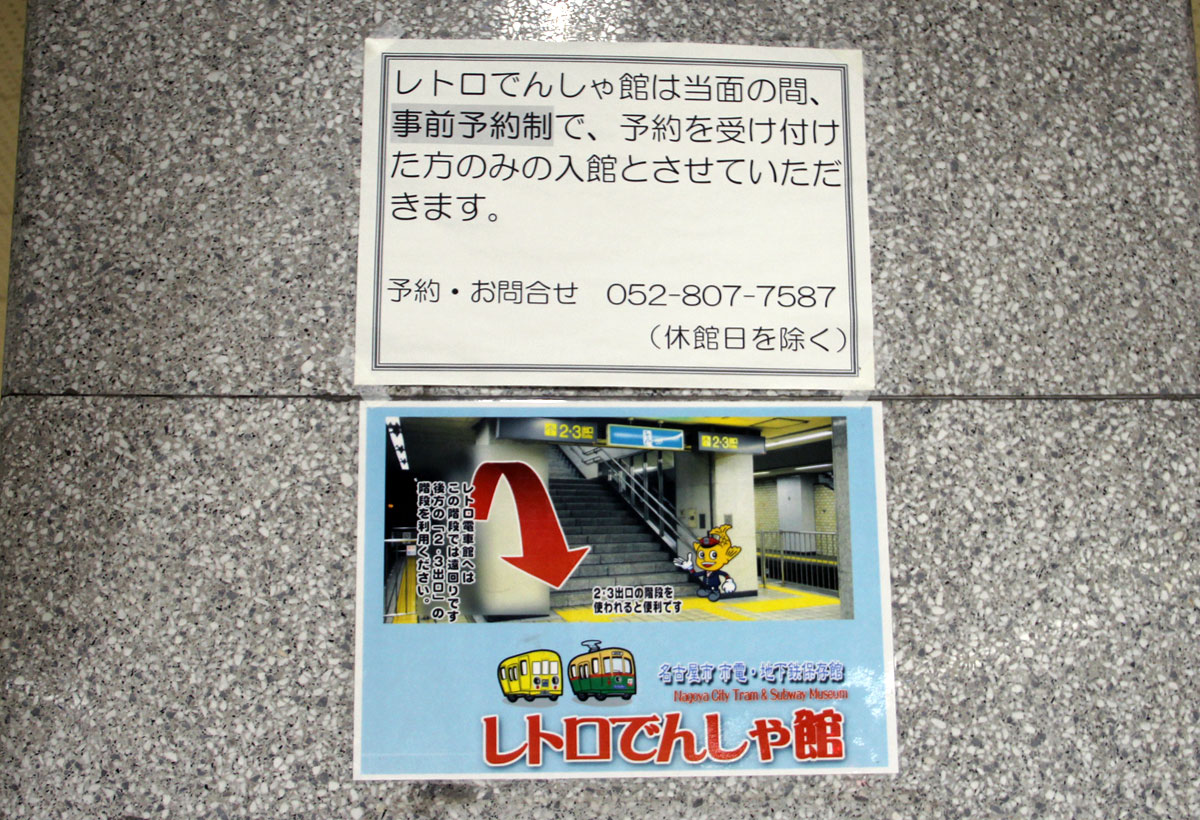 レトロでんしゃ館は当面の間、
事前予約制で、予約を受け付け
た方のみの入館とさせていただ
きます。
予約・お問合せ 052-807-7587
（休館日を除く）
2・3出口
2・3出口
レトロ電車館へは
この階段では遠回りです
後方の「2・3出口」の
階段を利用ください。
2・3出口の階段を
使われると便利です
名古屋市 市電・地下鉄保存館
Nagoya City Tram & Subway Museum
レトロでんしゃ館